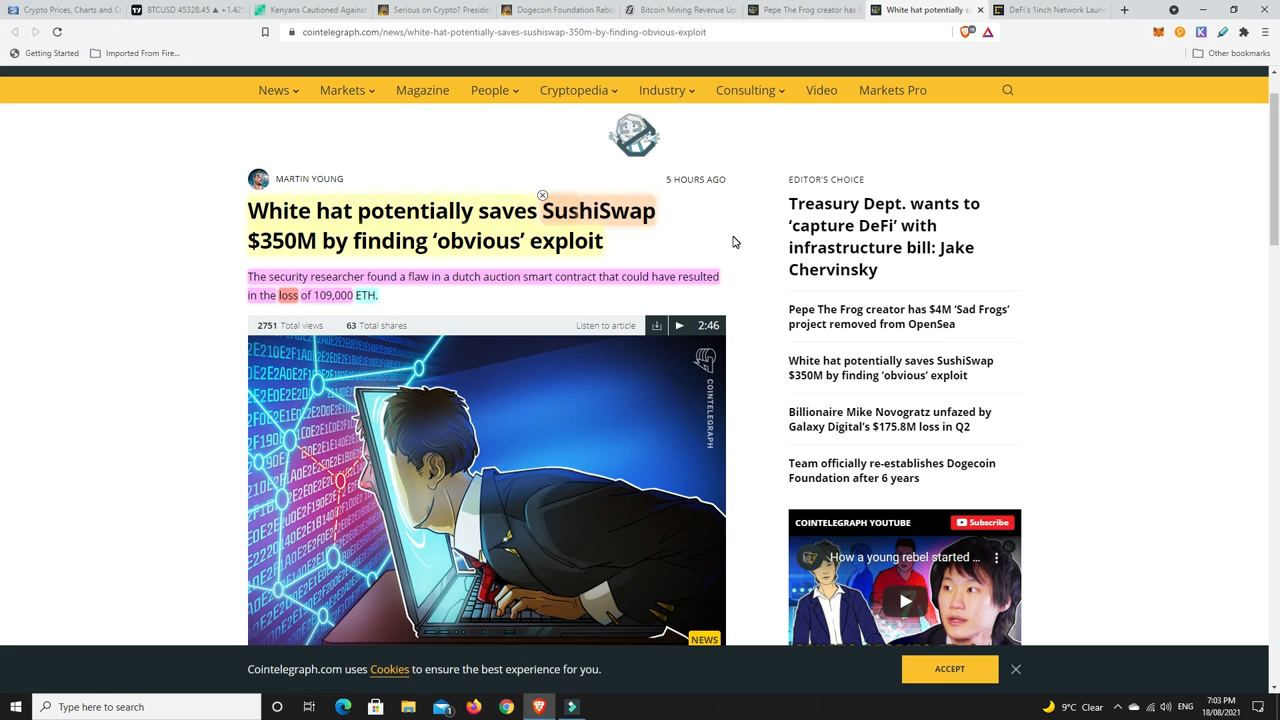 Crypto Prices, Charts and C
BTCUSD 45328.45 ▲ +1.42
Kenyans Cautioned Against
Serious on Crypto? Presider
Dogecoin Foundation Rebo
Bitcoin Mining Revenue Up
Pepe The Frog creator has
White hat potentially s
DeFi's 1inch Network Laun
cointelegraph.com/news/white-hat-potentially-saves-sushiswap-350m-by-finding-obvious-exploit
Getting Started
Imported From Fire...
Other bookmarks
News
Markets
Magazine
People
Cryptopedia
Industry
Consulting
Video
Markets Pro
MARTIN YOUNG
5 HOURS AGO
White hat potentially saves SushiSwap
$350M by finding ‘obvious’ exploit
The security researcher found a flaw in a dutch auction smart contract that could have resulted
in the loss of 109,000 ETH.
2751 Total views
63 Total shares
Listen to article
2:46
COINTELEGRAPH
NEWS
EDITOR'S CHOICE
Treasury Dept. wants to
‘capture DeFi’ with
infrastructure bill: Jake
Chervinsky
Pepe The Frog creator has $4M ‘Sad Frogs’
project removed from OpenSea
White hat potentially saves SushiSwap
$350M by finding ‘obvious’ exploit
Billionaire Mike Novogratz unfazed by
Galaxy Digital’s $175.8M loss in Q2
Team officially re-establishes Dogecoin
Foundation after 6 years
COINTELEGRAPH YOUTUBE
Subscribe
How a young rebel started ...
Cointelegraph.com uses Cookies to ensure the best experience for you.
ACCEPT
Type here to search
9°C Clear
7:03 PM
18/08/2021